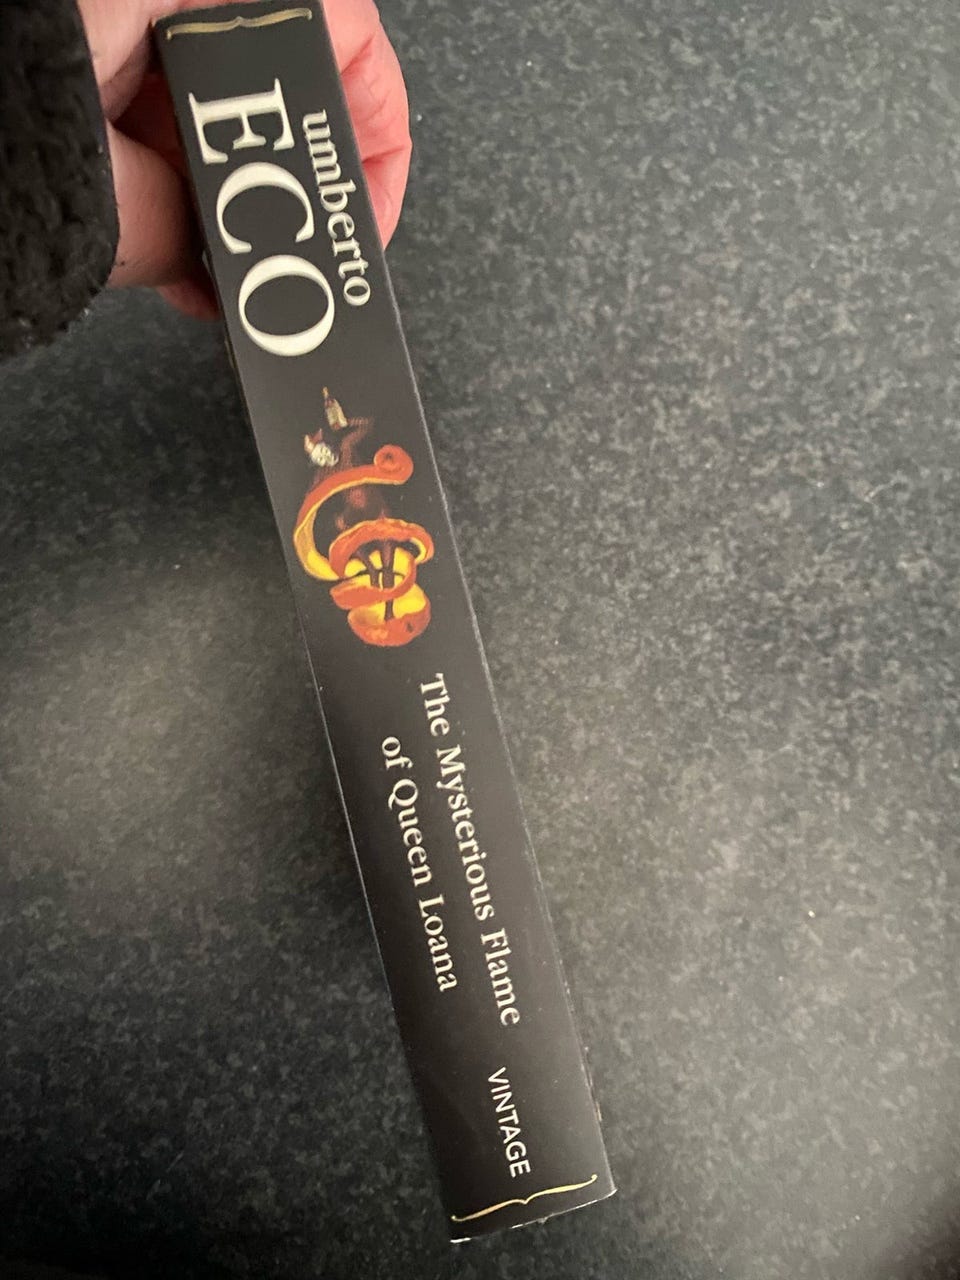 umberto
ECO
The Mysterious Flame
of Queen Loana
VINTAGE